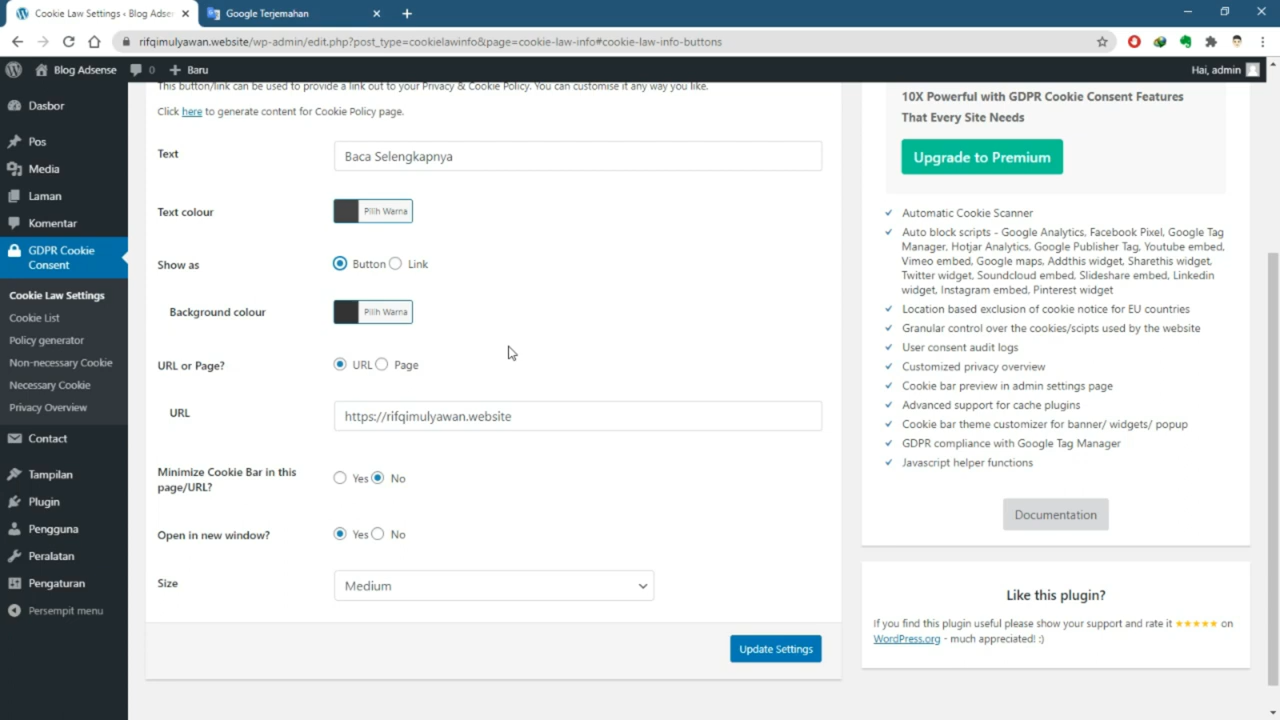 Cookie Law Settings ‹ Blog Adser
Google Terjemahan
rifqimulyawan.website/wp-admin/edit.php?post_type=cookielawinfo&page=cookie-law-info#cookie-law-info-buttons
Blog Adsense
0
Baru
Hai, admin
Dasbor
Pos
Media
Laman
Komentar
GDPR Cookie
Consent
Cookie Law Settings
Cookie List
Policy generator
Non-necessary Cookie
Necessary Cookie
Privacy Overview
Contact
Tampilan
Plugin
Pengguna
Peralatan
Pengaturan
Persempit menu
This button/link can be used to provide a link out to your Privacy & Cookie Policy. You can customise it any way you like.
Click here to generate content for Cookie Policy page.
Text
Baca Selengkapnya
Text colour
Pilih Warna
Show as
Button Link
Background colour
Pilih Warna
URL or Page?
URL Page
URL
https://rifqimulyawan.website
Minimize Cookie Bar in this
page/URL?
Yes No
Open in new window?
Yes No
Size
Medium
Update Settings
10X Powerful with GDPR Cookie Consent Features
That Every Site Needs
Upgrade to Premium
Automatic Cookie Scanner
Auto block scripts - Google Analytics, Facebook Pixel, Google Tag
Manager, Hotjar Analytics, Google Publisher Tag, Youtube embed,
Vimeo embed, Google maps, Addthis widget, Sharethis widget,
Twitter widget, Soundcloud embed, Slideshare embed, Linkedin
widget, Instagram embed, Pinterest widget
Location based exclusion of cookie notice for EU countries
Granular control over the cookies/scipts used by the website
User consent audit logs
Customized privacy overview
Cookie bar preview in admin settings page
Advanced support for cache plugins
Cookie bar theme customizer for banner/ widgets/ popup
GDPR compliance with Google Tag Manager
Javascript helper functions
Documentation
Like this plugin?
If you find this plugin useful please show your support and rate it ★★★★★ on
WordPress.org - much appreciated! :)